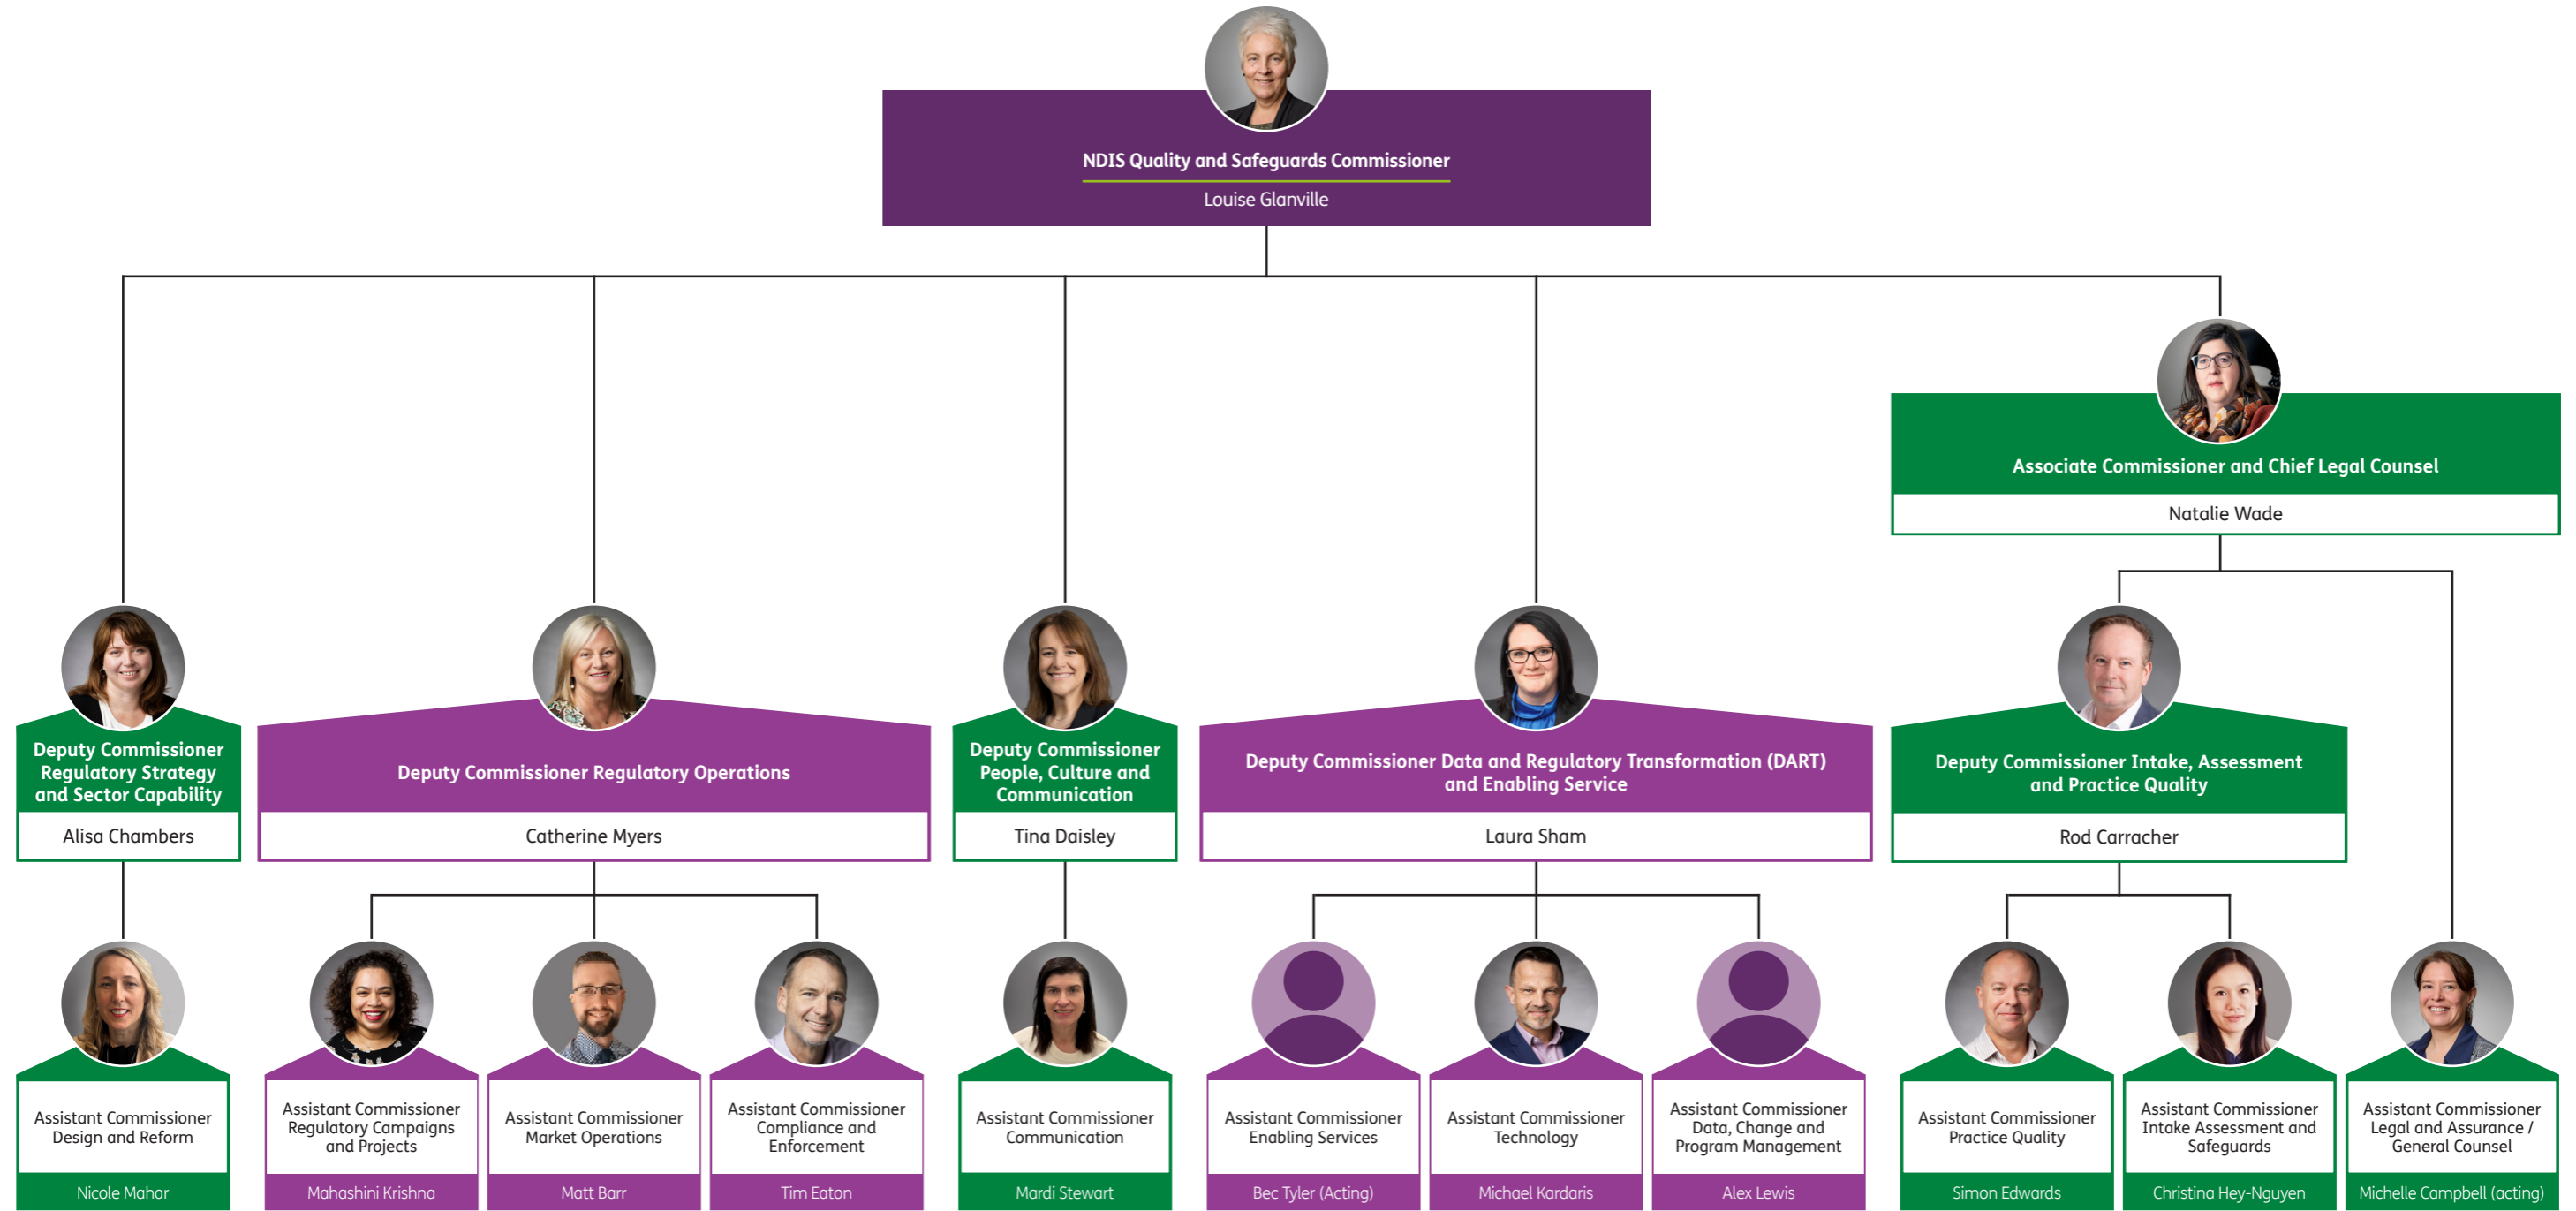 NDIS Quality and Safeguards Commissioner
Louise Glanville
Associate Commissioner and Chief Legal Counsel
Natalie Wade
Deputy Commissioner
Regulatory Strategy
and Sector Capability
Alisa Chambers
Deputy Commissioner Regulatory Operations
Catherine Myers
Deputy Commissioner
People, Culture and
Communication
Tina Daisley
Deputy Commissioner Data and Regulatory Transformation (DART)
and Enabling Service
Laura Sham
Deputy Commissioner Intake, Assessment
and Practice Quality
Rod Carracher
Assistant Commissioner
Design and Reform
Nicole Mahar
Assistant Commissioner
Regulatory Campaigns
and Projects
Mahashini Krishna
Assistant Commissioner
Market Operations
Matt Barr
Assistant Commissioner
Compliance and
Enforcement
Tim Eaton
Assistant Commissioner
Communication
Mardi Stewart
Assistant Commissioner
Enabling Services
Bec Tyler (Acting)
Assistant Commissioner
Technology
Michael Kardaris
Assistant Commissioner
Data, Change and
Program Management
Alex Lewis
Assistant Commissioner
Practice Quality
Simon Edwards
Assistant Commissioner
Intake Assessment and
Safeguards
Christina Hey-Nguyen
Assistant Commissioner
Legal and Assurance /
General Counsel
Michelle Campbell (acting)